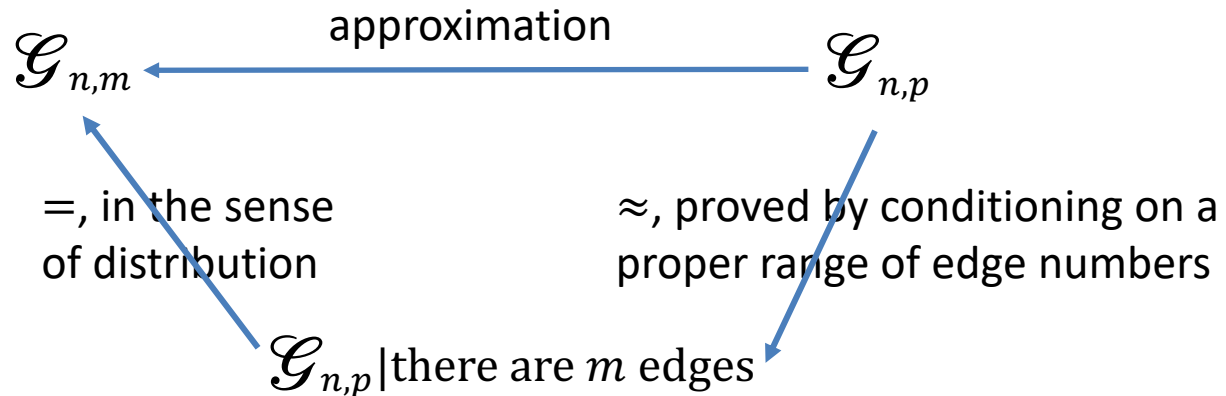 approximation
𝒢n,m
𝒢n,p
=, in the sense
of distribution
≈, proved by conditioning on a
proper range of edge numbers
𝒢n,p|there are m edges